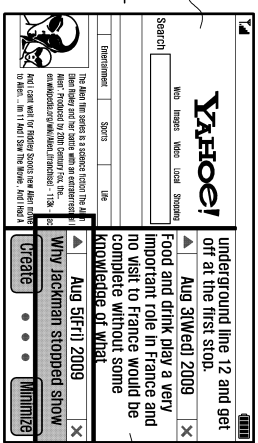 YAHOO!
Web Images Video Local Shopping
Search
Entertainment Sports Life
The Alien film series is a science fiction The Alien
Ellen Ripley and her battle with an extraterrestrial
Alien". Produced by 20th Century Fox, the...
en.wikipedia.org/wiki/Alien_(franchise) - 113k -
And I cant wait for Riddley Scoots new Alien movie
to Alien. ... Im 11 And I Saw The Movie, And I Had A
underground line 12 and get
off at the first stop.
Aug 3(Wed) 2009
Food and drink play a very
important role in France and
no visit to France would be
complete without some
knowledge of what
Aug 5(Fri) 2009
Why Jackman stopped show
Create
Minimize